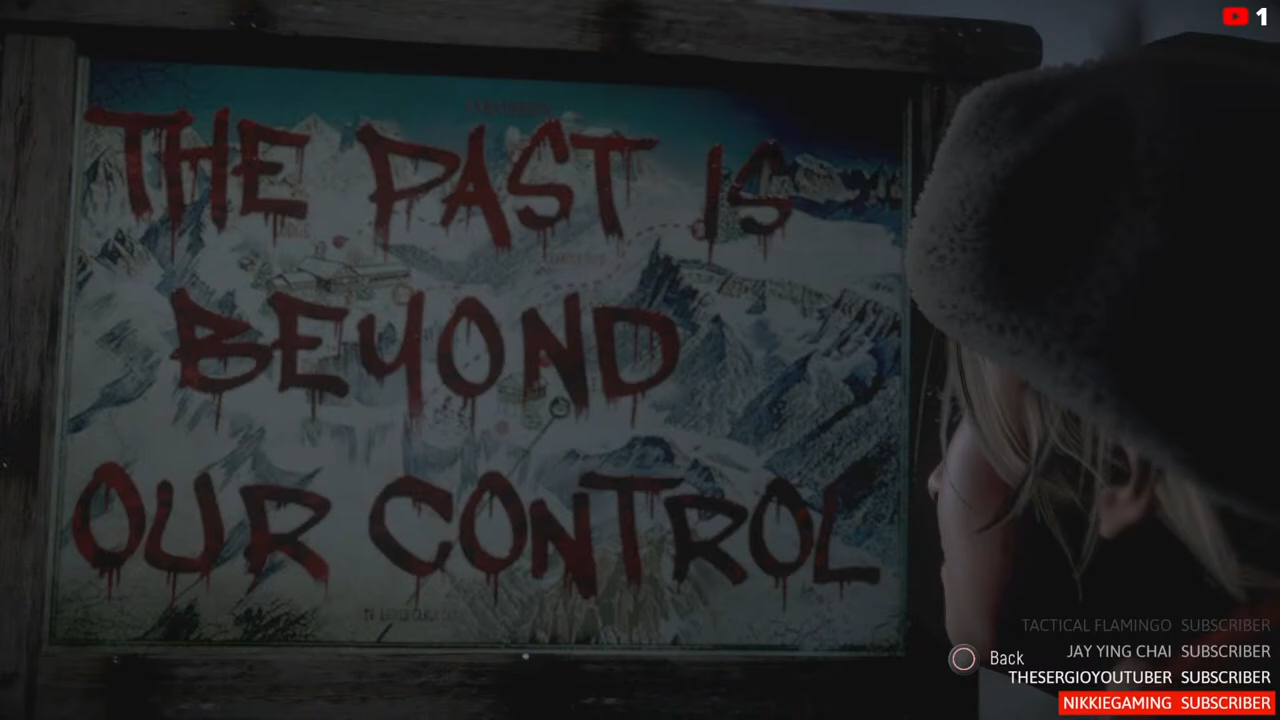 1
THE PAST IS
BEYOND
OUR CONTROL
TACTICAL FLAMINGO SUBSCRIBER
Back
JAY YING CHAI SUBSCRIBER
THESERGIOYOUTUBER SUBSCRIBER
NIKKIEGAMING SUBSCRIBER